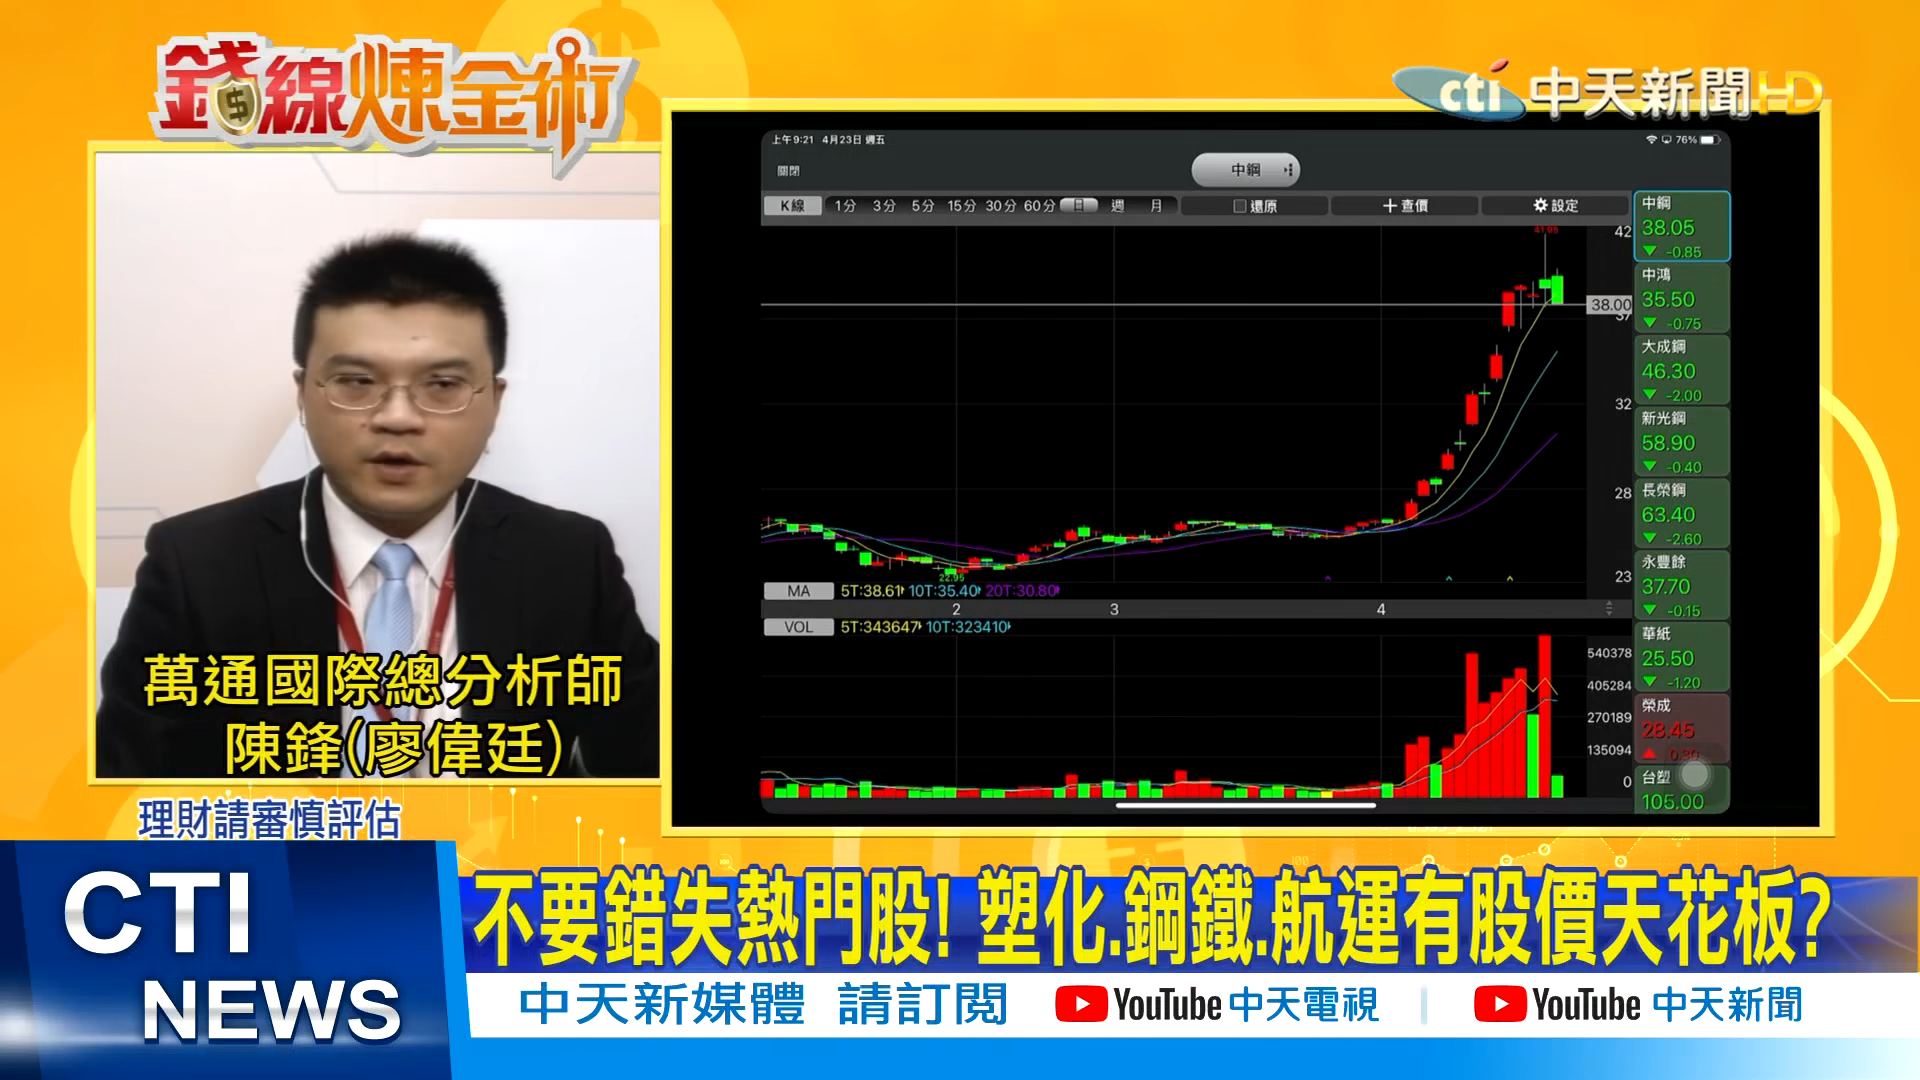 錢線煉金術
$
cti 中天新聞HD
上午9:21 4月23日 週五
76%
關閉
中鋼
K線 1分 3分 5分 15分 30分 60分 日 週 月 還原 ＋查價 設定
41.95
42
38.00
37
32
28
23
22.95
MA 5T:38.61 10T:35.40 20T:30.80
2 3 4
VOL 5T:343647 10T:323410
540378
405284
270189
135094
0
中鋼
38.05
▼ -0.85
中鴻
35.50
▼ -0.75
大成鋼
46.30
▼ -2.00
新光鋼
58.90
▼ -0.40
長榮鋼
63.40
▼ -2.60
永豐餘
37.70
▼ -0.15
華紙
25.50
▼ -1.20
榮成
28.45
▲ 0.30
台塑
105.00
萬通國際總分析師
陳鋒(廖偉廷)
理財請審慎評估
CTI
NEWS
不要錯失熱門股! 塑化.鋼鐵.航運有股價天花板?
中天新媒體 請訂閱 YouTube 中天電視 | YouTube 中天新聞